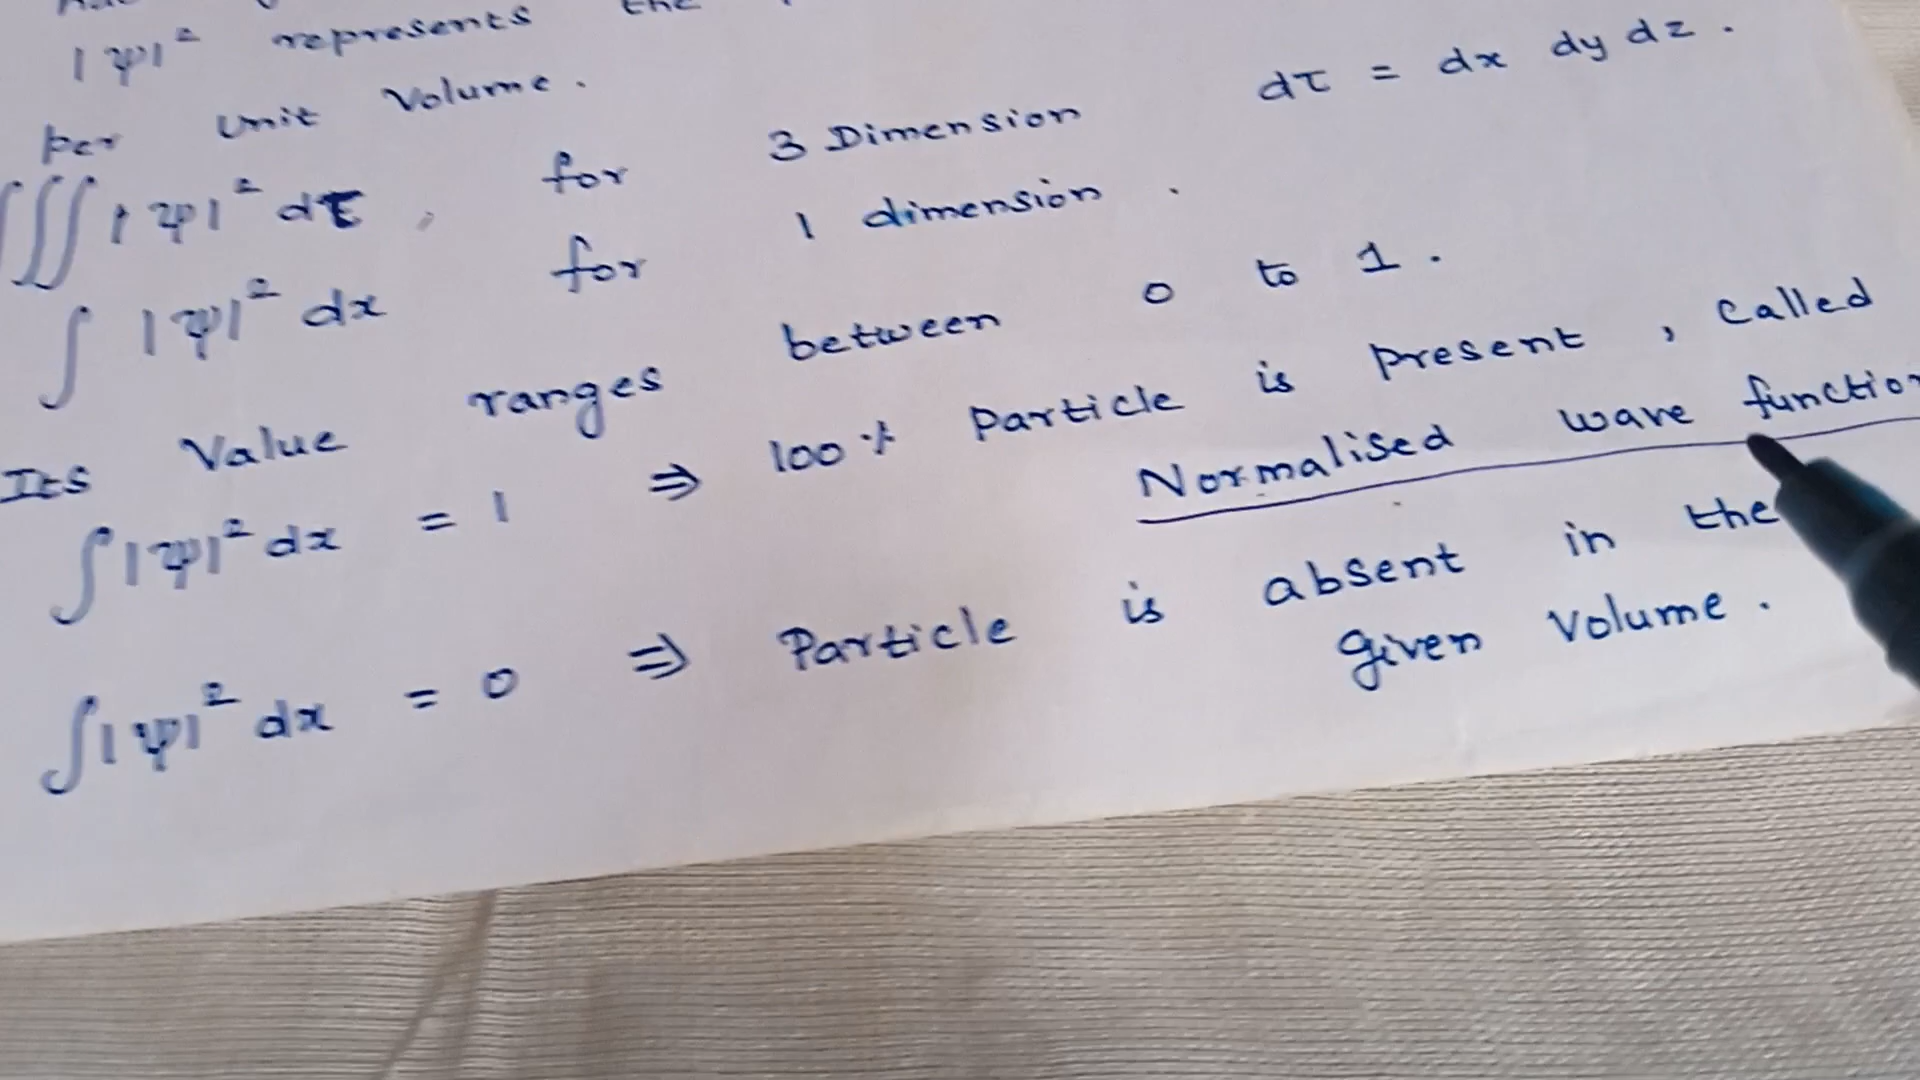 |ψ|² represents the
per unit Volume.
∭|ψ|² dτ, for 3 Dimension dτ = dx dy dz.
∫ |ψ|² dx for 1 dimension.
Its Value ranges between 0 to 1.
∫|ψ|² dx = 1 ⇒ 100 % Particle is present, called
Normalised wave function
∫|ψ|² dx = 0 ⇒ Particle is absent in the
given Volume.